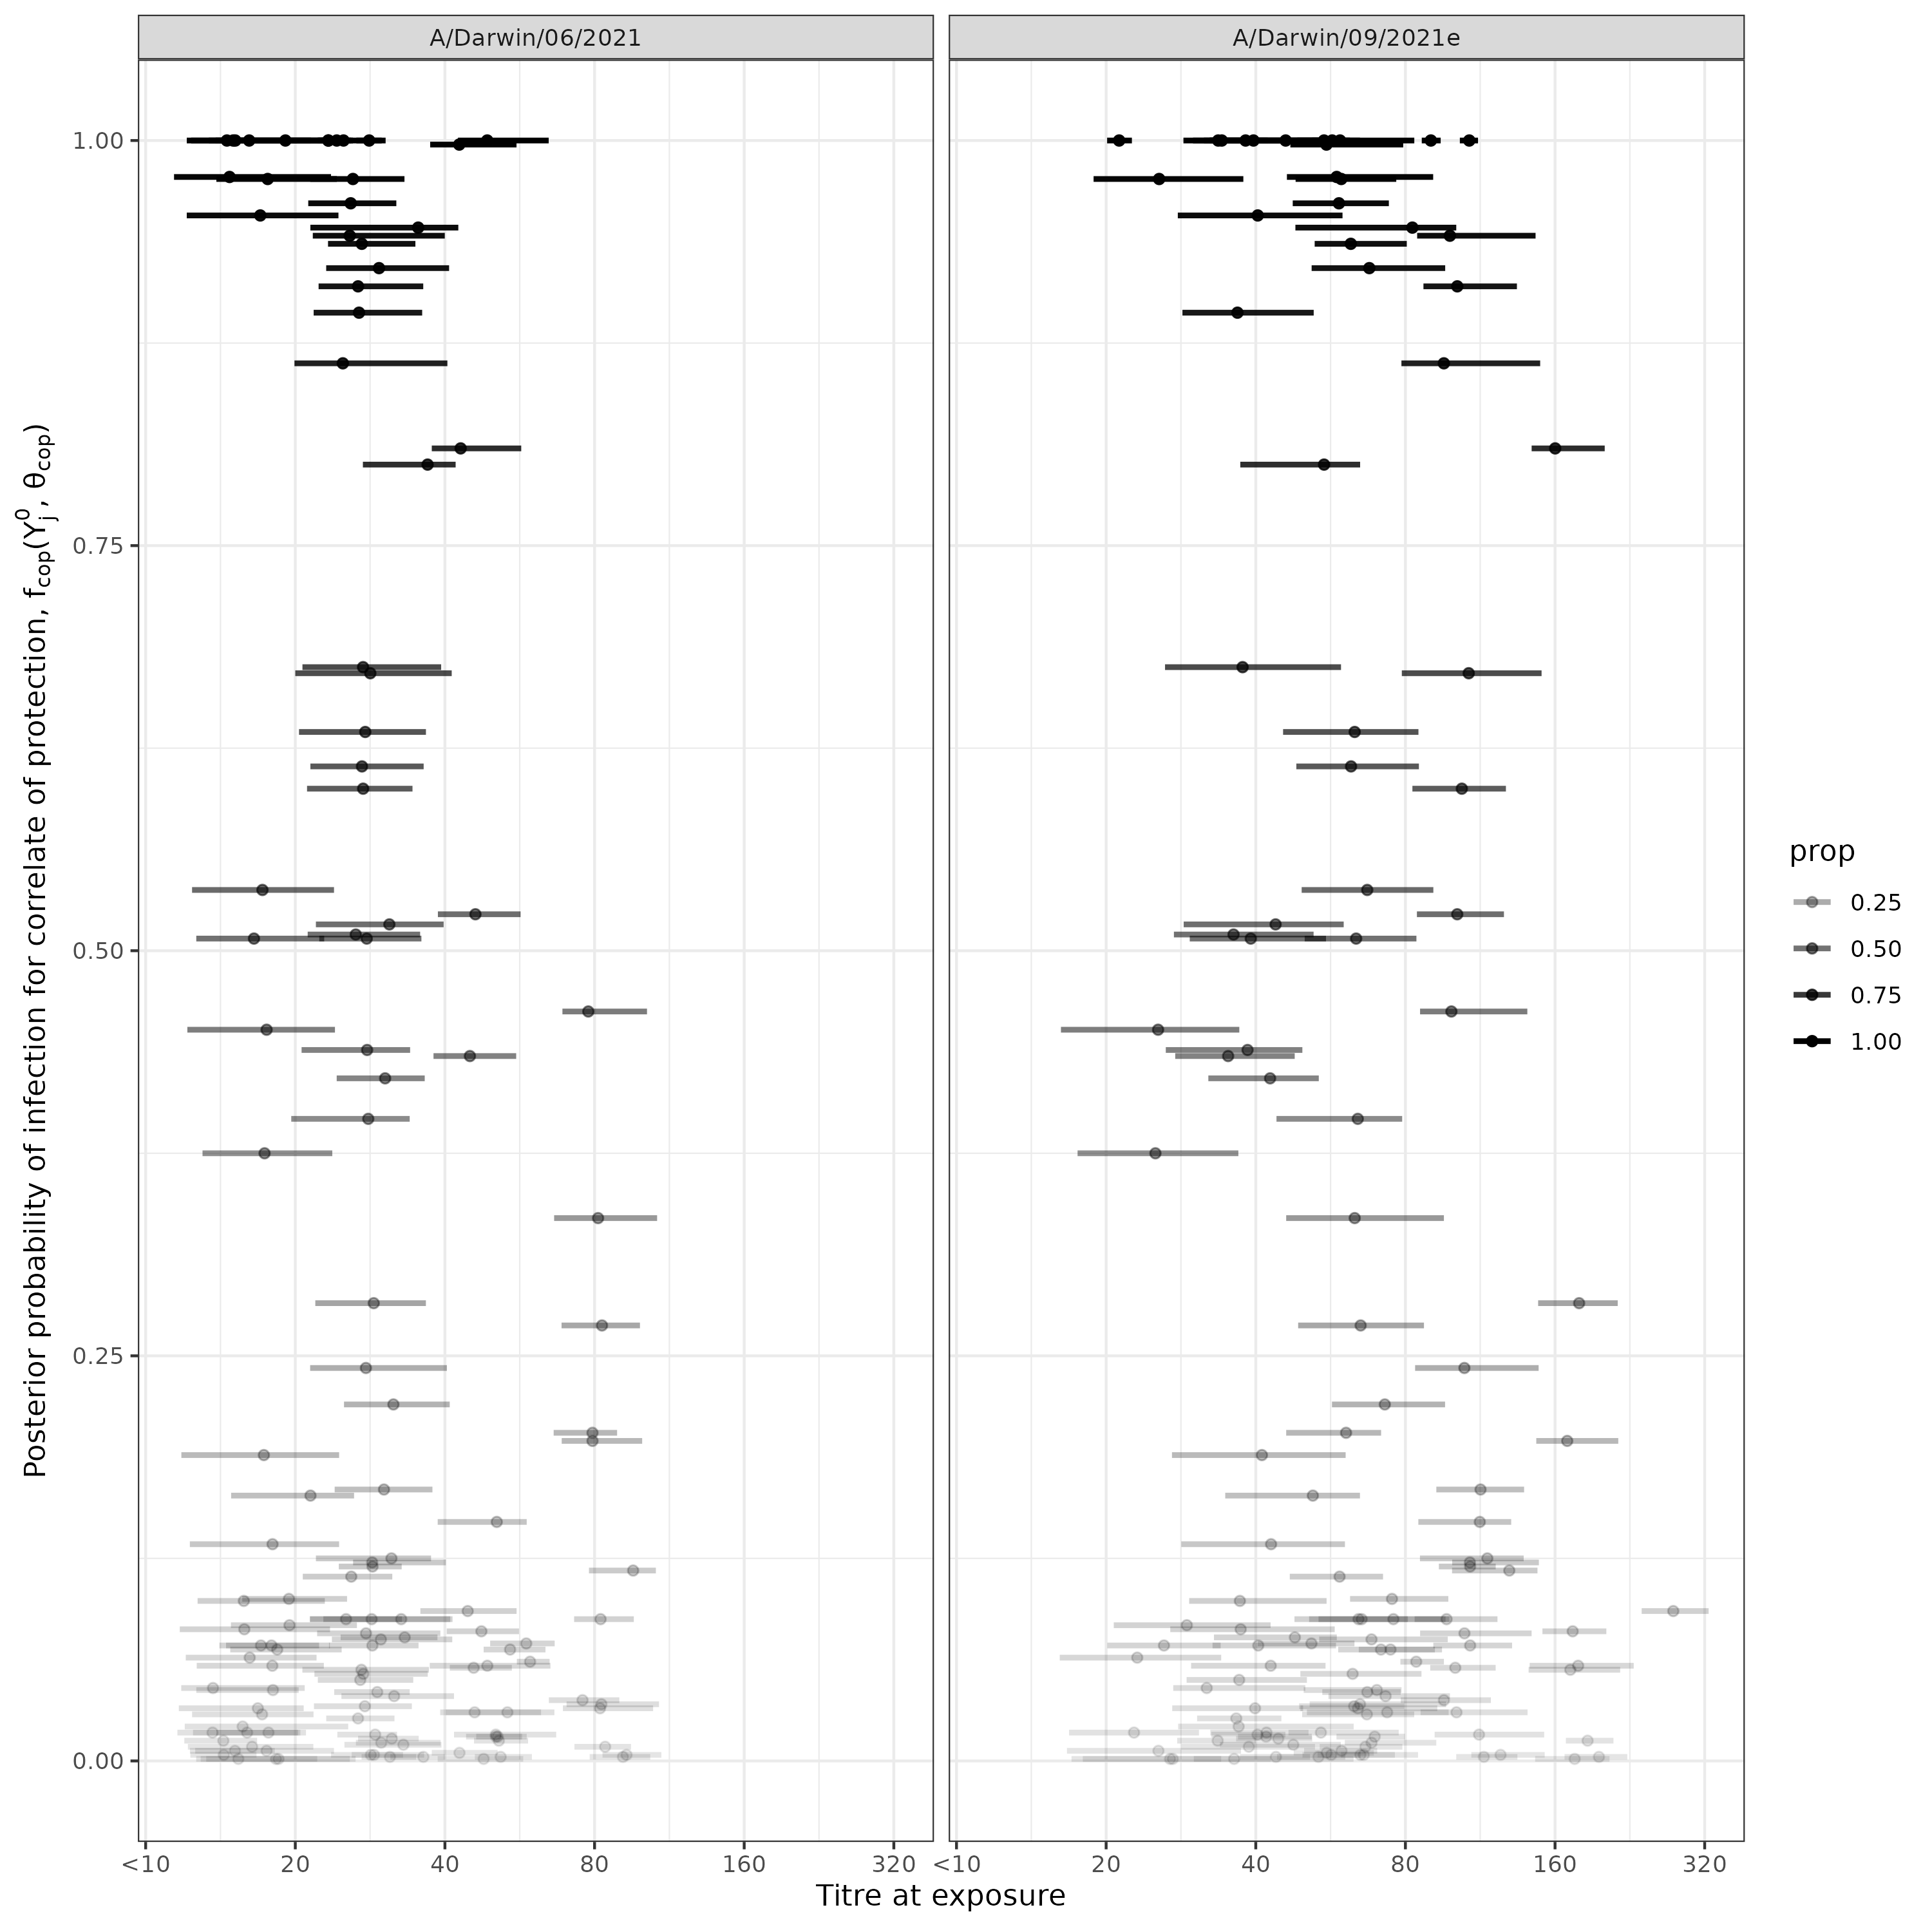 A/Darwin/06/2021
A/Darwin/09/2021e
Posterior probability of infection for correlate of protection, f_cop(Y_j^0, θ_cop)
1.00
0.75
0.50
0.25
0.00
<10 20 40 80 160 320
<10 20 40 80 160 320
Titre at exposure
prop
0.25
0.50
0.75
1.00